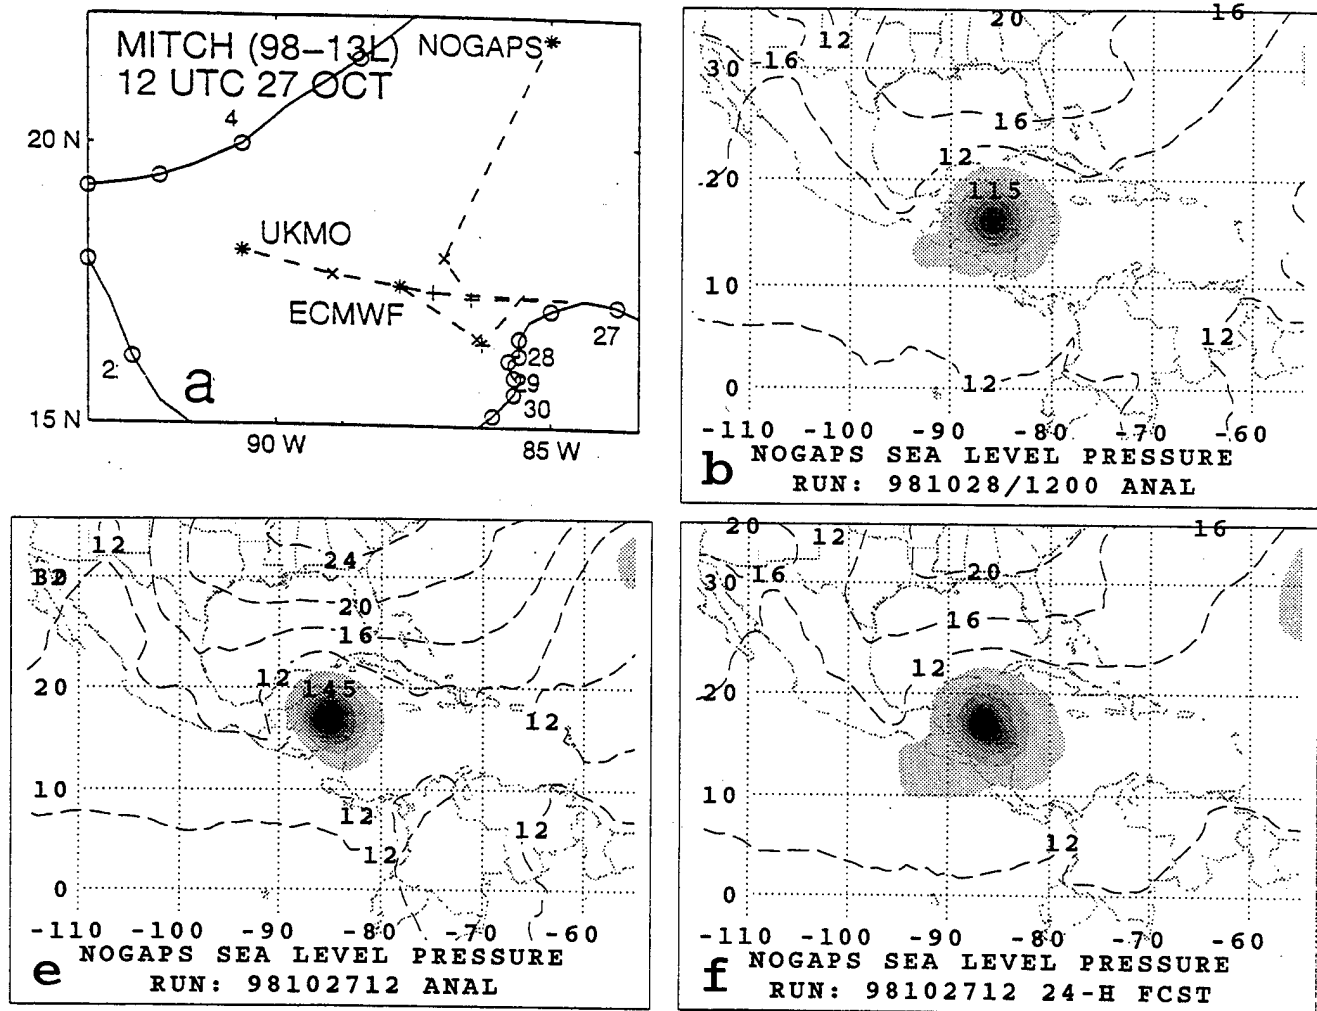 MITCH (98-13L)
12 UTC 27 OCT
NOGAPS
4
20 N
UKMO
ECMWF
27
28
2
a
29
30
15 N
90 W
85 W
20
16
12
16
30
16
12
20
115
10
12
0
12
-110 -100 -90 -80 -70 -60
b
NOGAPS SEA LEVEL PRESSURE
RUN: 981028/1200 ANAL
12
24
20
16
12
20
145
12
10
12
12
12
0
-110 -100 -90 -80 -70 -60
e
NOGAPS SEA LEVEL PRESSURE
RUN: 98102712 ANAL
20
12
16
16
30
20
16
12
20
10
12
0
-110 -100 -90 -80 -70 -60
f
NOGAPS SEA LEVEL PRESSURE
RUN: 98102712 24-H FCST